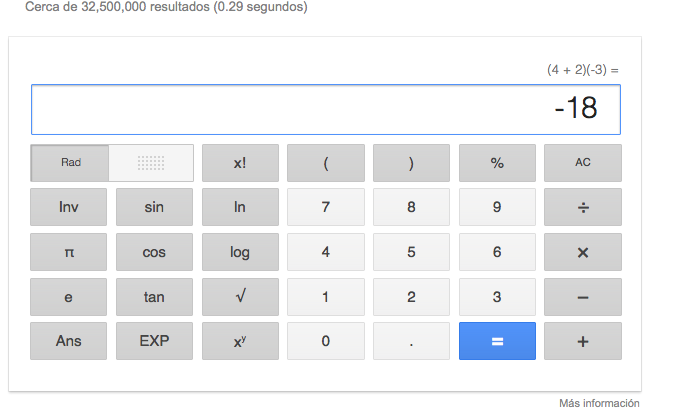 Cerca de 32,500,000 resultados (0.29 segundos)
(4 + 2)(-3) =
-18
Rad x! ( ) % AC
Inv sin ln 7 8 9 ÷
π cos log 4 5 6 ×
e tan √ 1 2 3 −
Ans EXP xʸ 0 . = +
Más información